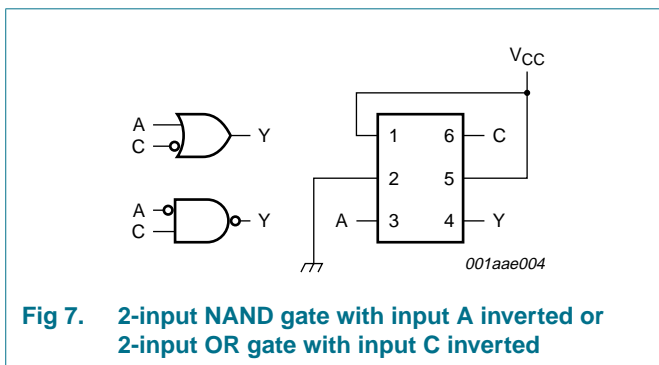 VCC
A
C
Y
1 6 C
2 5
A 3 4 Y
A
C
Y
001aae004
Fig 7. 2-input NAND gate with input A inverted or
2-input OR gate with input C inverted